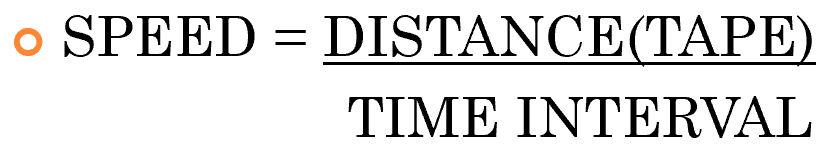 SPEED = DISTANCE(TAPE)
TIME INTERVAL